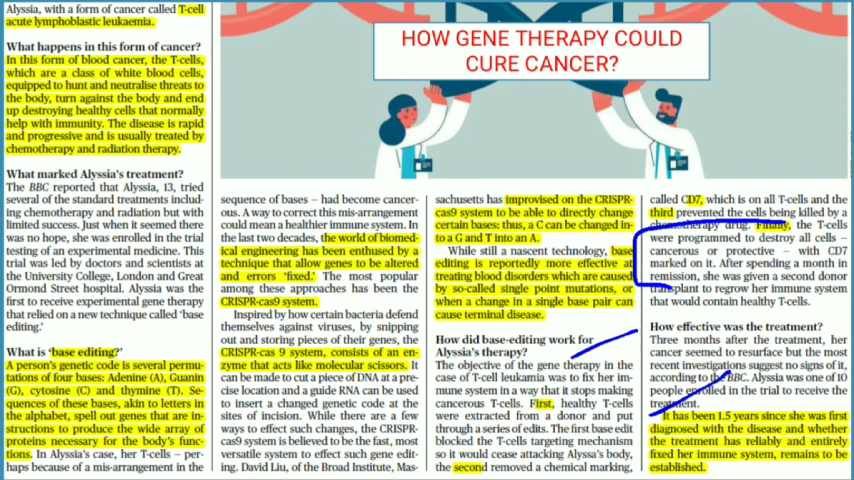 Alyssa, with a form of cancer called T-cell
acute lymphoblastic leukaemia.
What happens in this form of cancer?
In this form of blood cancer, the T-cells,
which are a class of white blood cells,
equipped to hunt and neutralise threats to
the body, turn against the body and end
up destroying healthy cells that normally
help with immunity. The disease is rapid
and progressive and is usually treated by
chemotherapy and radiation therapy.
What marked Alyssia's treatment?
The BBC reported that Alyssia, 13, tried
several of the standard treatments includ-
ing chemotherapy and radiation but with
limited success. Just when it seemed there
was no hope, she was enrolled in the trial
testing of an experimental medicine. This
trial was led by doctors and scientists at
the University College, London and Great
Ormond Street hospital. Alyssia was the
first to receive experimental gene therapy
that relied on a new technique called 'base
editing.'
What is 'base editing?'
A person's genetic code is several permu-
tations of four bases: Adenine (A), Guanin
(G), cytosine (C) and thymine (T). Se-
quences of these bases, akin to letters in
the alphabet, spell out genes that are in-
structions to produce the wide array of
proteins necessary for the body's func-
tions. In Alyssia's case, her T-cells – per-
haps because of a mis-arrangement in the
HOW GENE THERAPY COULD
CURE CANCER?
sequence of bases – had become cancer-
ous. A way to correct this mis-arrangement
could mean a healthier immune system. In
the last two decades, the world of biomed-
ical engineering has been enthused by a
technique that allow genes to be altered
and errors 'fixed.' The most popular
among these approaches has been the
CRISPR-cas9 system.
Inspired by how certain bacteria defend
themselves against viruses, by snipping
out and storing pieces of their genes, the
CRISPR-cas 9 system, consists of an en-
zyme that acts like molecular scissors. It
can be made to cut a piece of DNA at a pre-
cise location and a guide RNA can be used
to insert a changed genetic code at the
sites of incision. While there are a few
ways to effect such changes, the CRISPR-
cas9 system is believed to be the fast, most
versatile system to effect such gene edit-
ing. David Liu, of the Broad Institute, Mas-
sachusetts has improvised on the CRISPR-
cas9 system to be able to directly change
certain bases: thus, a C can be changed in-
to a G and T into an A.
While still a nascent technology, base
editing is reportedly more effective at
treating blood disorders which are caused
by so-called single point mutations, or
when a change in a single base pair can
cause terminal disease.
How did base-editing work for
Alyssia's therapy?
The objective of the gene therapy in the
case of T-cell leukamia was to fix her im-
mune system in a way that it stops making
cancerous T-cells. First, healthy T-cells
were extracted from a donor and put
through a series of edits. The first base edit
blocked the T-cells targeting mechanism
so it would cease attacking Alyssa's body,
the second removed a chemical marking,
called CD7, which is on all T-cells and the
third prevented the cells being killed by a
chemotherapy drug. Finally, the T-cells
were programmed to destroy all cells –
cancerous or protective – with CD7
marked on it. After spending a month in
remission, she was given a second donor
transplant to regrow her immune system
that would contain healthy T-cells.
How effective was the treatment?
Three months after the treatment, her
cancer seemed to resurface but the most
recent investigations suggest no signs of it,
according to the BBC. Alyssia was one of 10
people enrolled in the trial to receive the
treatment.
It has been 1.5 years since she was first
diagnosed with the disease and whether
the treatment has reliably and entirely
fixed her immune system, remains to be
established.